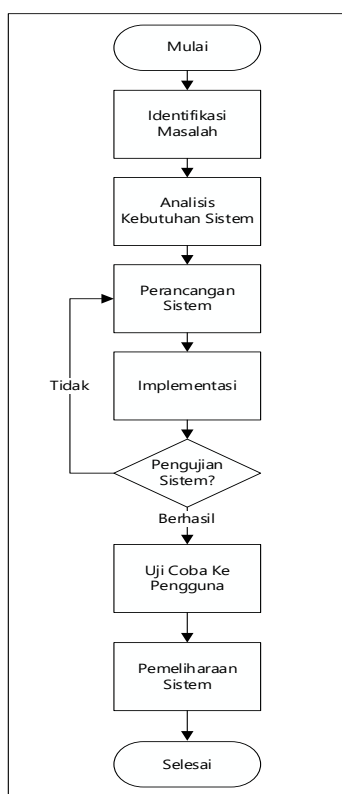 Mulai
Identifikasi
Masalah
Analisis
Kebutuhan Sistem
Perancangan
Sistem
Tidak
Implementasi
Pengujian
Sistem?
Berhasil
Uji Coba Ke
Pengguna
Pemeliharaan
Sistem
Selesai